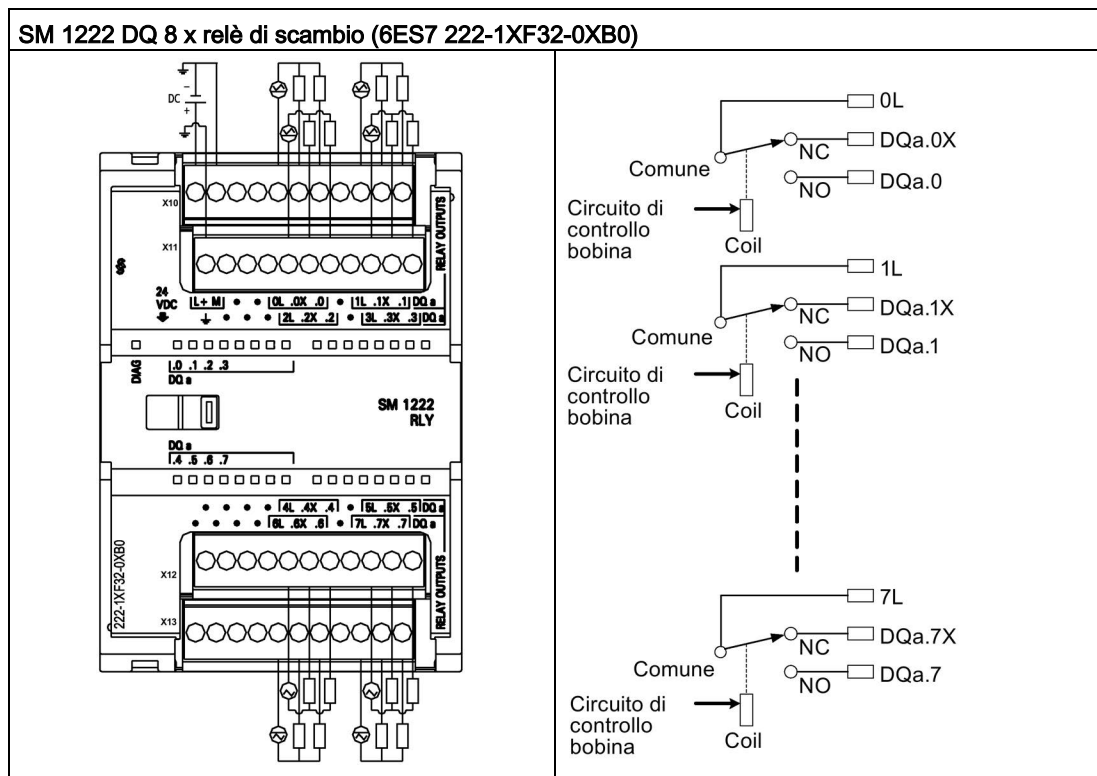 SM 1222 DQ 8 x relè di scambio (6ES7 222-1XF32-0XB0)
DC
−
+
X10
X11
RELAY OUTPUTS
24
VDC
L+ M 0L .0X .0 1L .1X .1 DQ a
2L .2X .2 3L .3X .3 DQ a
DIAG
.0 .1 .2 .3
DQ a
SM 1222
RLY
DQ a
.4 .5 .6 .7
4L .4X .4 5L .5X .5 DQ a
6L .6X .6 7L .7X .7 DQ a
222-1XF32-0XB0
X12
X13
RELAY OUTPUTS
0L
DQa.0X
NC
Comune
DQa.0
NO
Circuito di
controllo
bobina
Coil
1L
DQa.1X
NC
Comune
DQa.1
NO
Circuito di
controllo
bobina
Coil
7L
DQa.7X
NC
Comune
DQa.7
NO
Circuito di
controllo
bobina
Coil